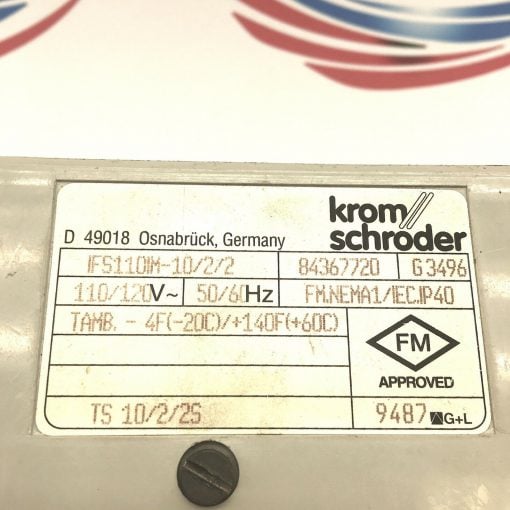 krom
schroder
D 49018 Osnabrück, Germany
IFS110IM-10/2/2 84367720 G3496
110/120V~ 50/60Hz FM.NEMA1/IEC.IP40
TAMB. - 4F(-20C)/+140F(+60C)
FM
APPROVED
TS 10/2/2S 9487 G+L